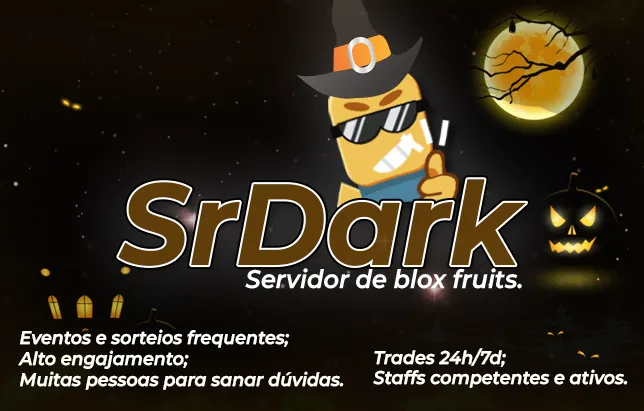 SrDark
Servidor de blox fruits.
Eventos e sorteios frequentes;
Alto engajamento;
Muitas pessoas para sanar dúvidas.
Trades 24h/7d;
Staffs competentes e ativos.